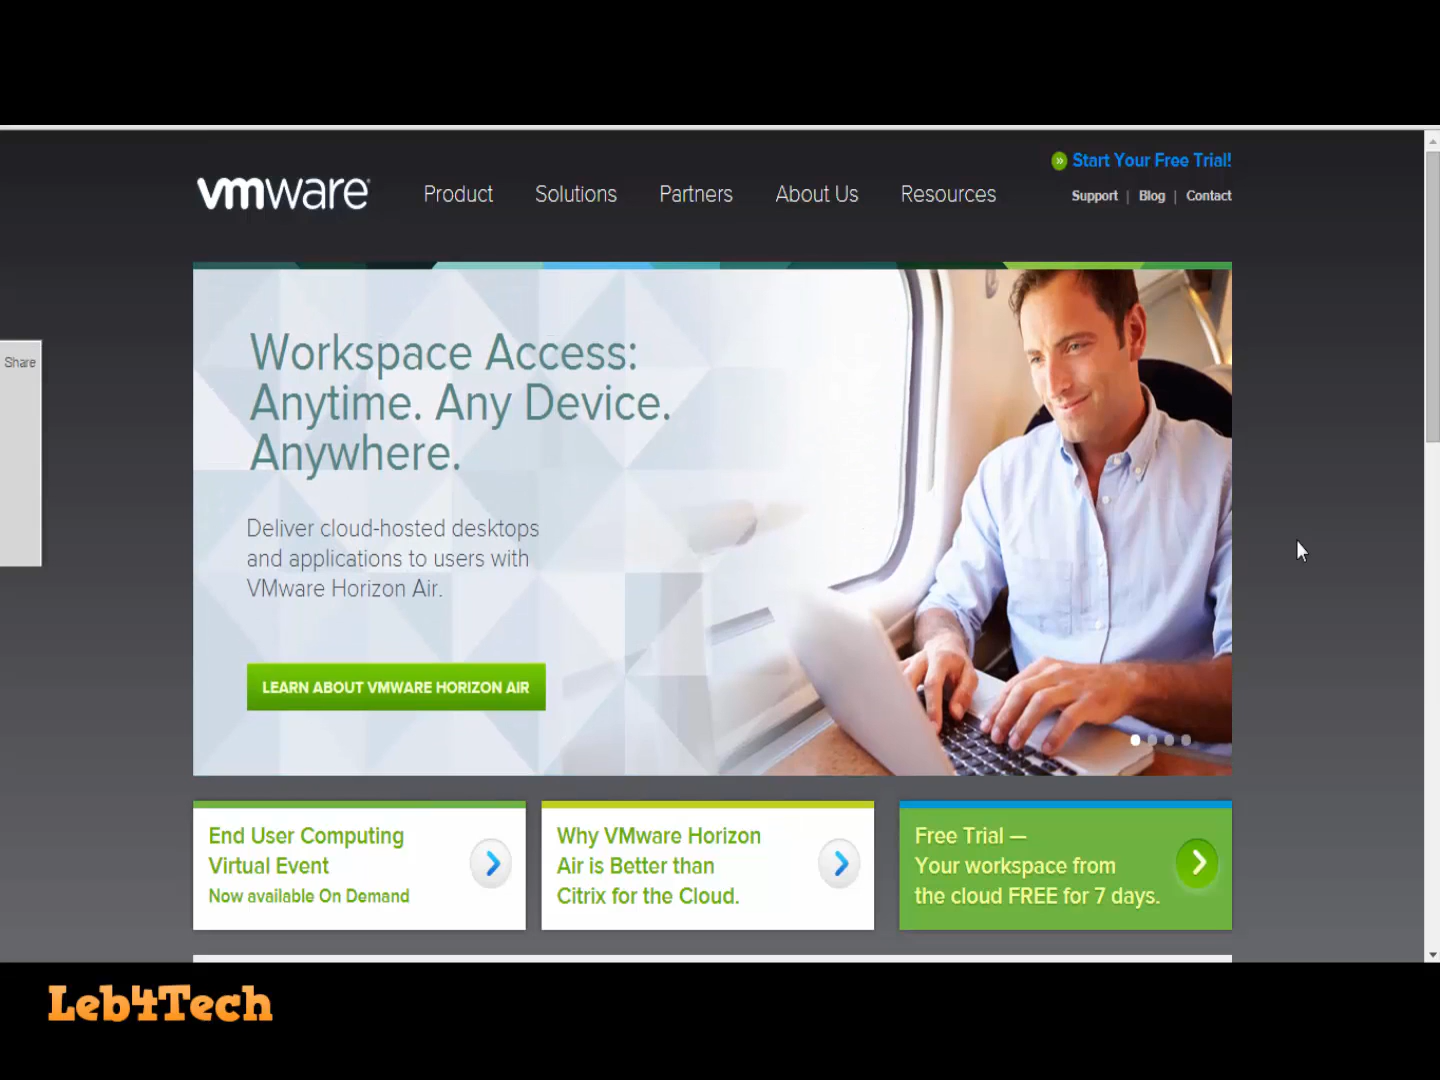 Start Your Free Trial!
vmware
Product Solutions Partners About Us Resources
Support | Blog | Contact
Share
Workspace Access:
Anytime. Any Device.
Anywhere.
Deliver cloud-hosted desktops
and applications to users with
VMware Horizon Air.
LEARN ABOUT VMWARE HORIZON AIR
End User Computing
Virtual Event
Now available On Demand
Why VMware Horizon
Air is Better than
Citrix for the Cloud.
Free Trial —
Your workspace from
the cloud FREE for 7 days.
Leb4Tech